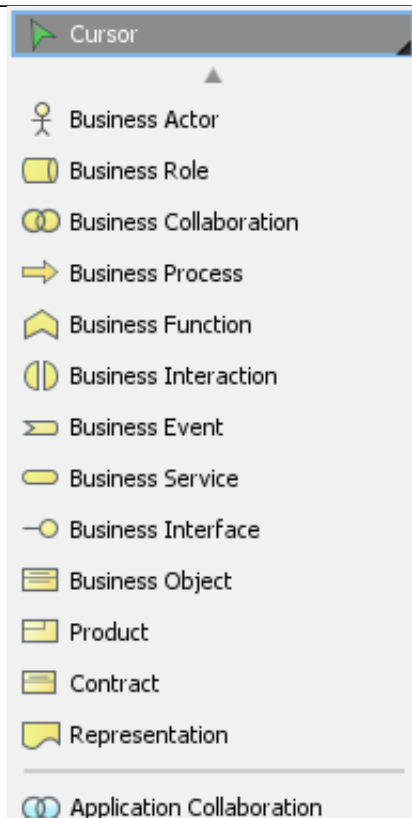 Cursor
Business Actor
Business Role
Business Collaboration
Business Process
Business Function
Business Interaction
Business Event
Business Service
Business Interface
Business Object
Product
Contract
Representation
Application Collaboration